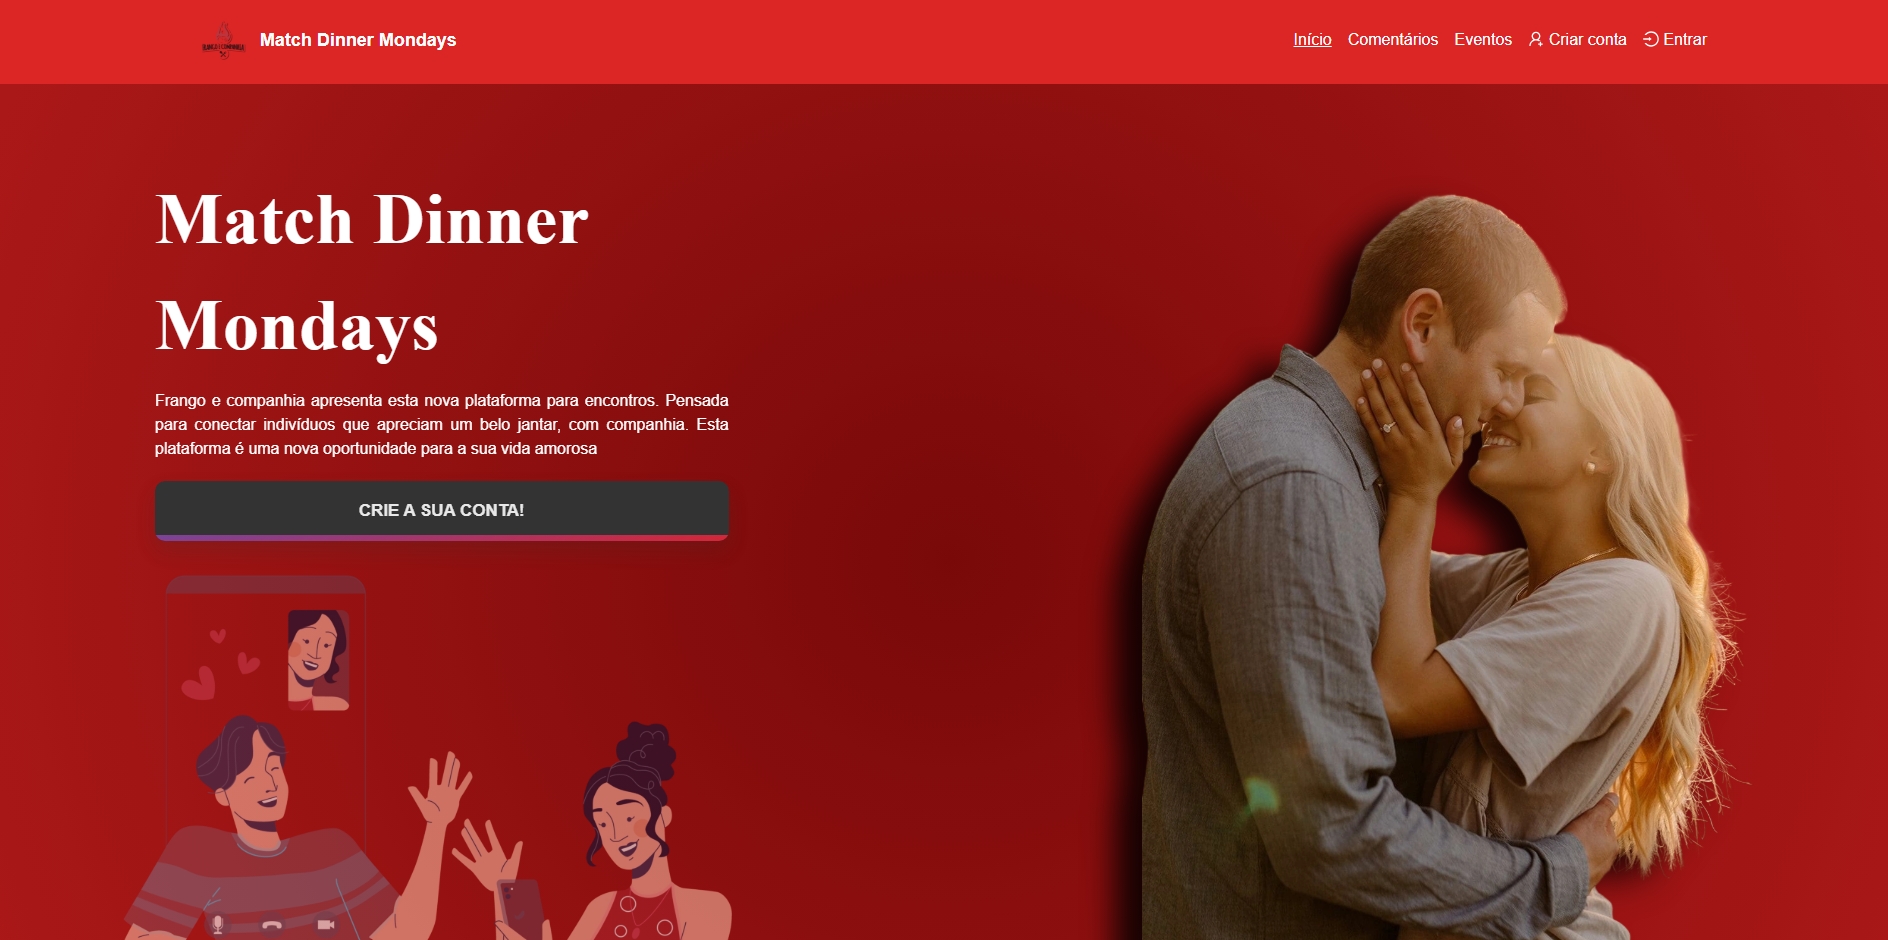 Match Dinner Mondays
Início
Comentários
Eventos
Criar conta
Entrar
Match Dinner
Mondays
Frango e companhia apresenta esta nova plataforma para encontros. Pensada
para conectar indivíduos que apreciam um belo jantar, com companhia. Esta
plataforma é uma nova oportunidade para a sua vida amorosa
CRIE A SUA CONTA!